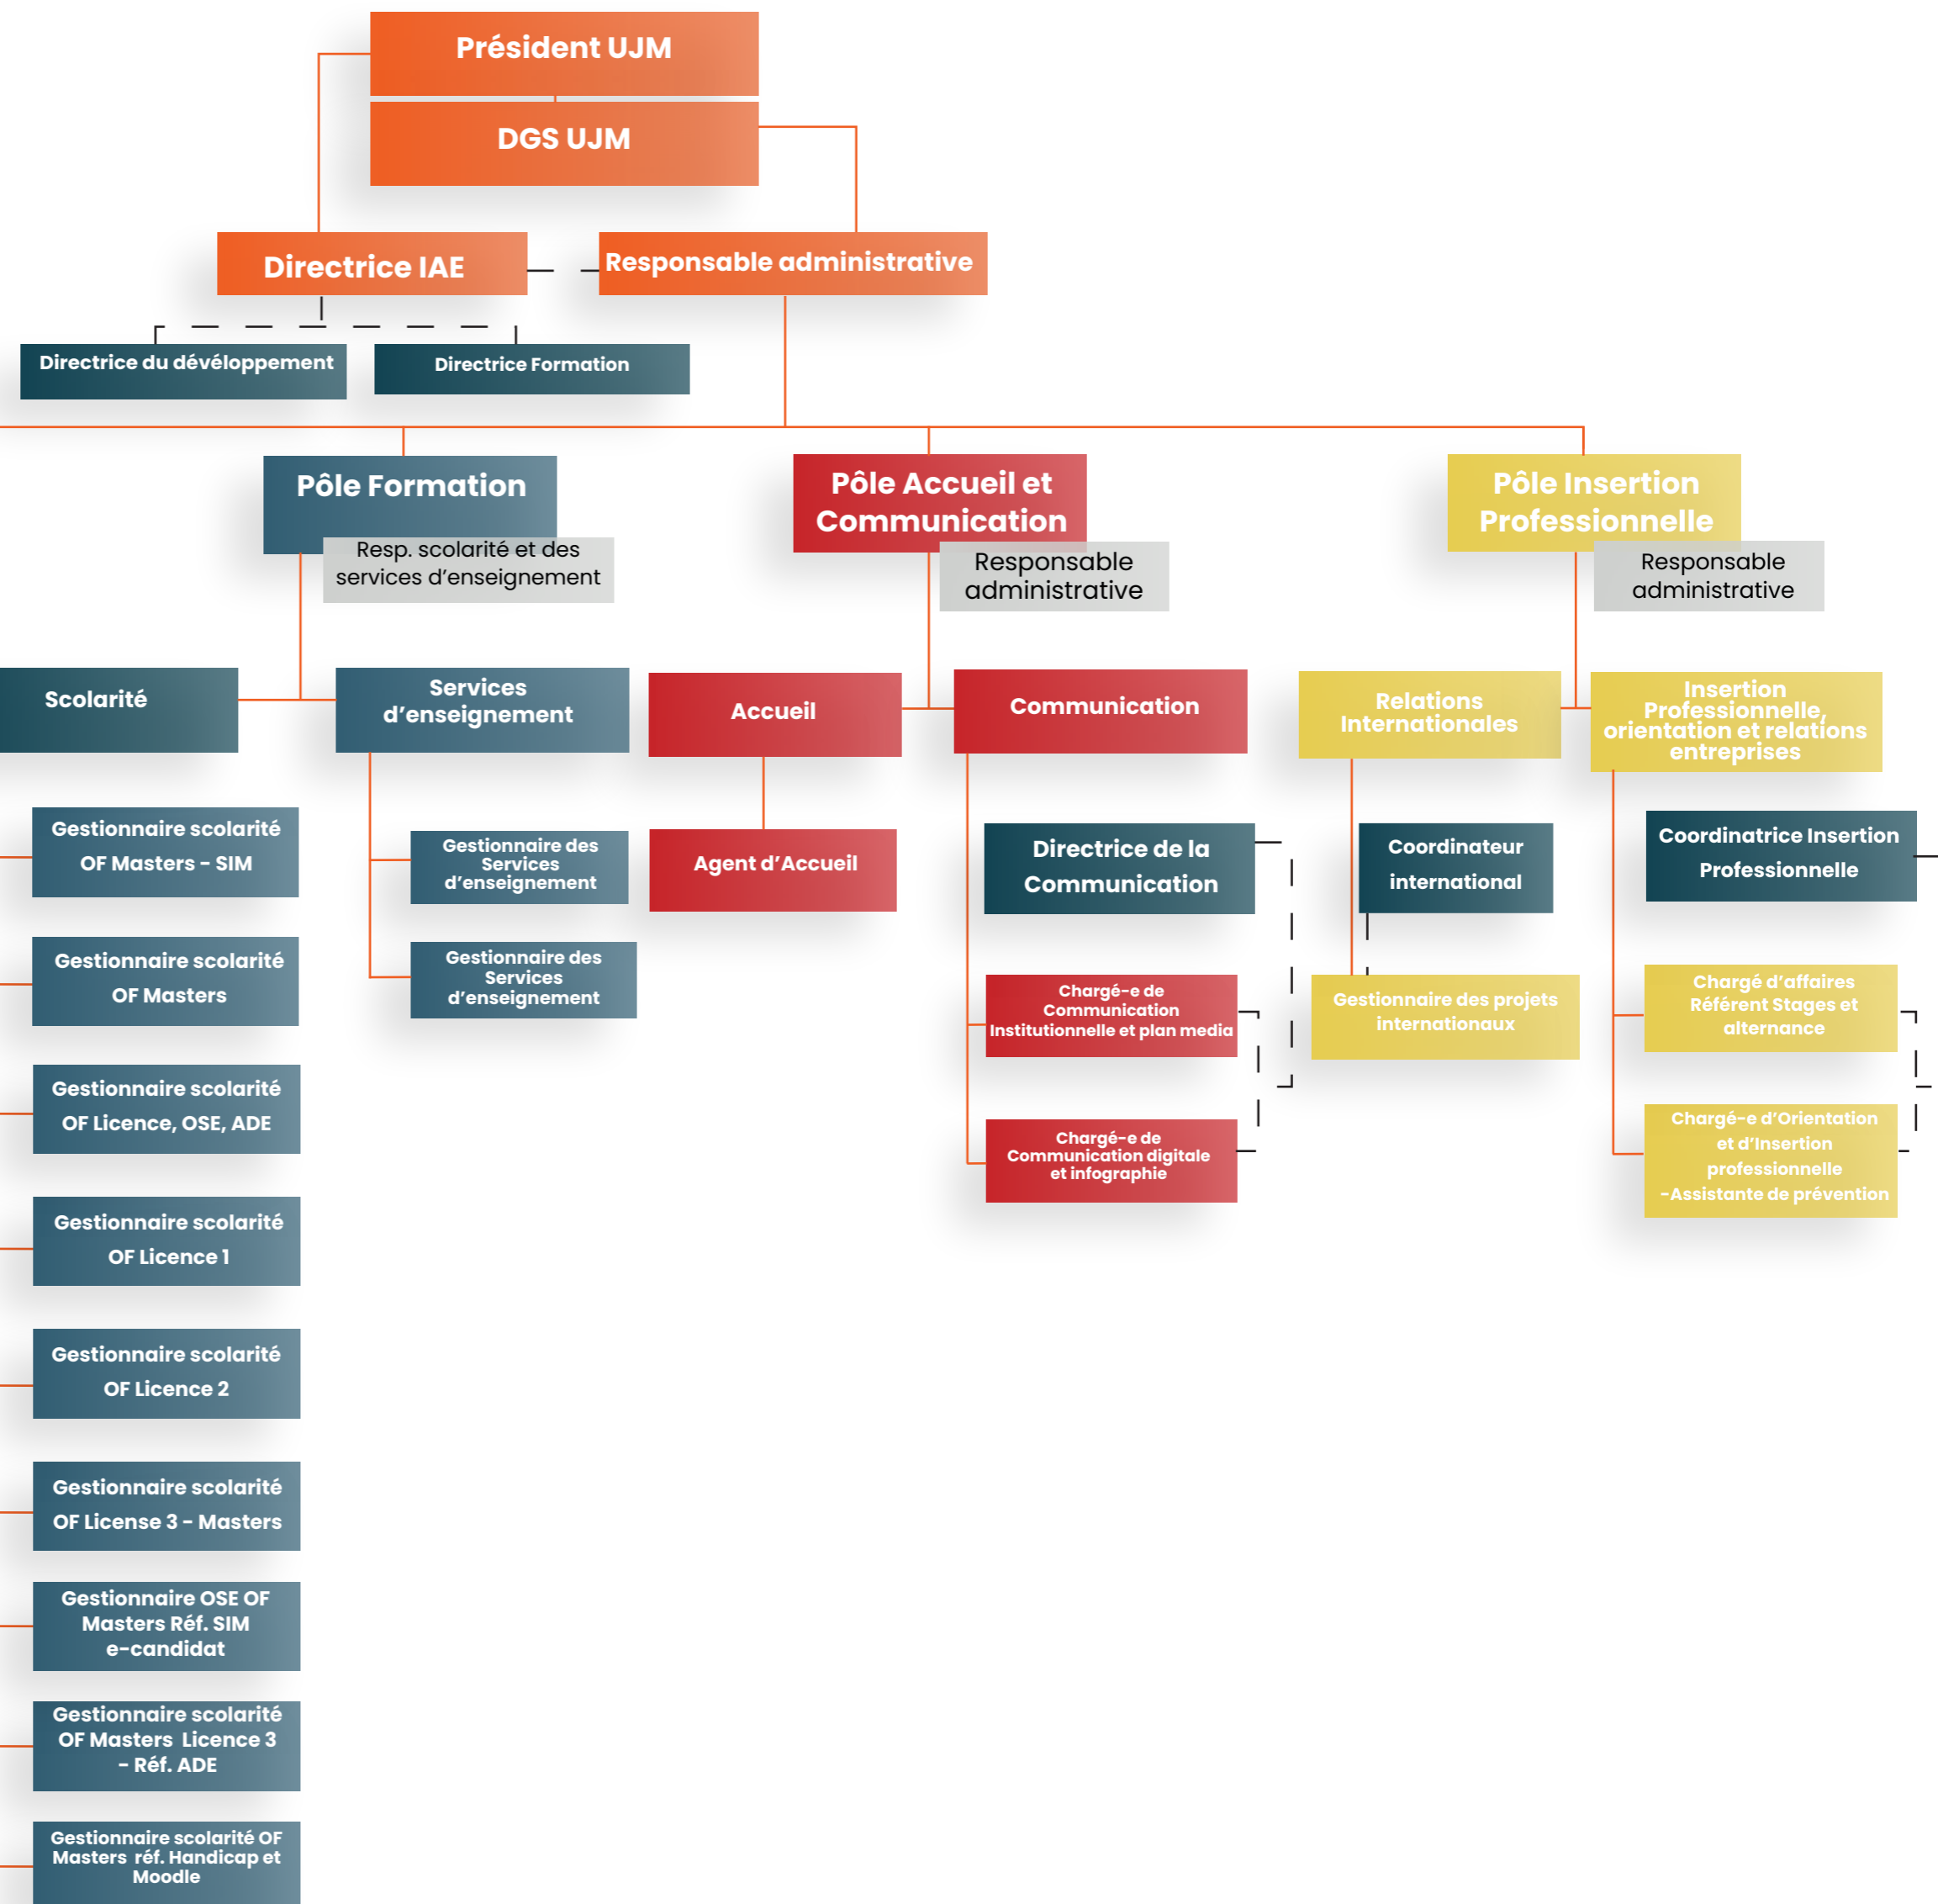 Président UJM
DGS UJM
Directrice IAE
Responsable administrative
Directrice du dévéloppement
Directrice Formation
Pôle Formation
Resp. scolarité et des
services d'enseignement
Pôle Accueil et
Communication
Responsable
administrative
Pôle Insertion
Professionnelle
Responsable
administrative
Scolarité
Services
d'enseignement
Accueil
Communication
Relations
Internationales
Insertion
Professionnelle,
orientation et relations
entreprises
Gestionnaire scolarité
OF Masters - SIM
Gestionnaire scolarité
OF Masters
Gestionnaire scolarité
OF Licence, OSE, ADE
Gestionnaire scolarité
OF Licence 1
Gestionnaire scolarité
OF Licence 2
Gestionnaire scolarité
OF License 3 - Masters
Gestionnaire OSE OF
Masters Réf. SIM
e-candidat
Gestionnaire scolarité
OF Masters Licence 3
- Réf. ADE
Gestionnaire scolarité OF
Masters réf. Handicap et
Moodle
Gestionnaire des
Services
d'enseignement
Gestionnaire des
Services
d'enseignement
Agent d'Accueil
Directrice de la
Communication
Chargé-e de
Communication
Institutionnelle et plan media
Chargé-e de
Communication digitale
et infographie
Coordinateur
international
Gestionnaire des projets
internationaux
Coordinatrice Insertion
Professionnelle
Chargé d'affaires
Référent Stages et
alternance
Chargé-e d'Orientation
et d'Insertion
professionnelle
-Assistante de prévention